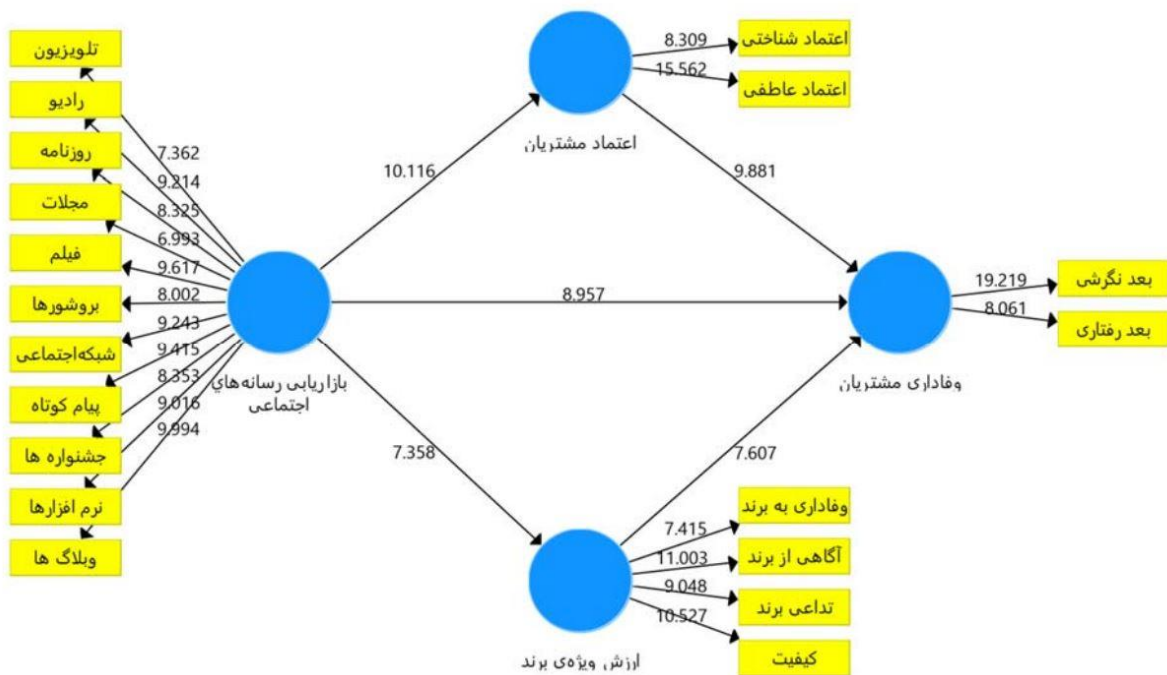 تلویزیون
رادیو
روزنامه
مجلات
فیلم
بروشورها
شبکه‌اجتماعی
پیام کوتاه
جشنواره ها
نرم افزارها
وبلاگ ها
7.362
9.214
8.325
6.993
9.617
8.002
9.243
9.415
8.353
9.016
9.994
بازاریابی رسانه‌هاي
اجتماعی
10.116
8.957
7.358
اعتماد مشتریان
8.309
15.562
اعتماد شناختی
اعتماد عاطفی
9.881
7.607
وفاداری مشتریان
19.219
8.061
بعد نگرشی
بعد رفتاری
ارزش ویژه‌ی برند
7.415
11.003
9.048
10.527
وفاداری به برند
آگاهی از برند
تداعی برند
کیفیت